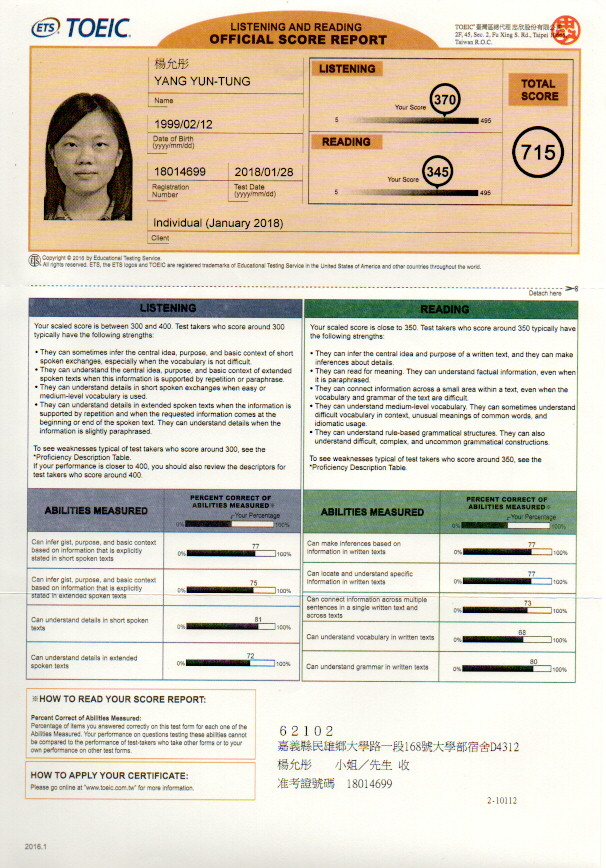 ETS TOEIC.
LISTENING AND READING
OFFICIAL SCORE REPORT
TOEIC 臺灣區總代理 忠欣股份有限公
2F, 45, Sec. 2, Fu Xing S. Rd., Taipei
Taiwan R.O.C.
楊允彤
YANG YUN-TUNG
Name
1999/02/12
Date of Birth
(yyyy/mm/dd)
18014699
Registration
Number
2018/01/28
Test Date
(yyyy/mm/dd)
Individual (January 2018)
Client
LISTENING
Your Score
370
5
495
READING
Your Score
345
5
495
TOTAL
SCORE
715
Copyright © 2016 by Educational Testing Service.
All rights reserved. ETS, the ETS logos and TOEIC are registered trademarks of Educational Testing Service in the United States of America and other countries throughout the world.
Detach here
LISTENING
Your scaled score is between 300 and 400. Test takers who score around 300
typically have the following strengths:
• They can sometimes infer the central idea, purpose, and basic context of short
spoken exchanges, especially when the vocabulary is not difficult.
• They can understand the central idea, purpose, and basic context of extended
spoken texts when this information is supported by repetition or paraphrase.
• They can understand details in short spoken exchanges when easy or
medium-level vocabulary is used.
• They can understand details in extended spoken texts when the information is
supported by repetition and when the requested information comes at the
beginning or end of the spoken text. They can understand details when the
information is slightly paraphrased.
To see weaknesses typical of test takers who score around 300, see the
*Proficiency Description Table.
If your performance is closer to 400, you should also review the descriptors for
test takers who score around 400.
READING
Your scaled score is close to 350. Test takers who score around 350 typically have
the following strengths:
• They can infer the central idea and purpose of a written text, and they can make
inferences about details.
• They can read for meaning. They can understand factual information, even when
it is paraphrased.
• They can connect information across a small area within a text, even when the
vocabulary and grammar of the text are difficult.
• They can understand medium-level vocabulary. They can sometimes understand
difficult vocabulary in context, unusual meanings of common words, and
idiomatic usage.
• They can understand rule-based grammatical structures. They can also
understand difficult, complex, and uncommon grammatical constructions.
To see weaknesses typical of test takers who score around 350, see the
*Proficiency Description Table.
ABILITIES MEASURED
PERCENT CORRECT OF
ABILITIES MEASURED※
Your Percentage
0% 100%
Can infer gist, purpose, and basic context
based on information that is explicitly
stated in short spoken texts
0% 77 100%
Can infer gist, purpose, and basic context
based on information that is explicitly
stated in extended spoken texts
0% 75 100%
Can understand details in short spoken
texts
0% 81 100%
Can understand details in extended
spoken texts
0% 72 100%
ABILITIES MEASURED
PERCENT CORRECT OF
ABILITIES MEASURED※
Your Percentage
0% 100%
Can make inferences based on
information in written texts
0% 77 100%
Can locate and understand specific
information in written texts
0% 77 100%
Can connect information across multiple
sentences in a single written text and
across texts
0% 73 100%
Can understand vocabulary in written texts
0% 68 100%
Can understand grammar in written texts
0% 80 100%
※HOW TO READ YOUR SCORE REPORT:
Percent Correct of Abilities Measured:
Percentage of items you answered correctly on this test form for each one of the
Abilities Measured. Your performance on questions testing these abilities cannot
be compared to the performance of test-takers who take other forms or to your
own performance on other test forms.
HOW TO APPLY YOUR CERTIFICATE:
Please go online at "www.toeic.com.tw" for more information.
62102
嘉義縣民雄鄉大學路一段168號大學部宿舍D4312
楊允彤 小姐／先生 收
准考證號碼 18014699
2-10112
2016.1